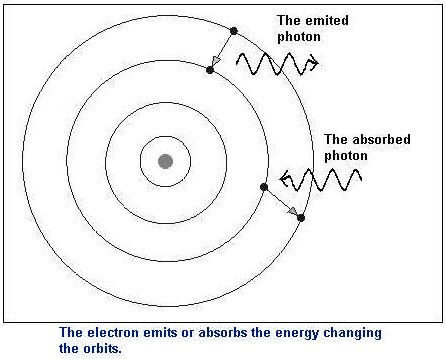 The emited
photon
The absorbed
photon
The electron emits or absorbs the energy changing
the orbits.